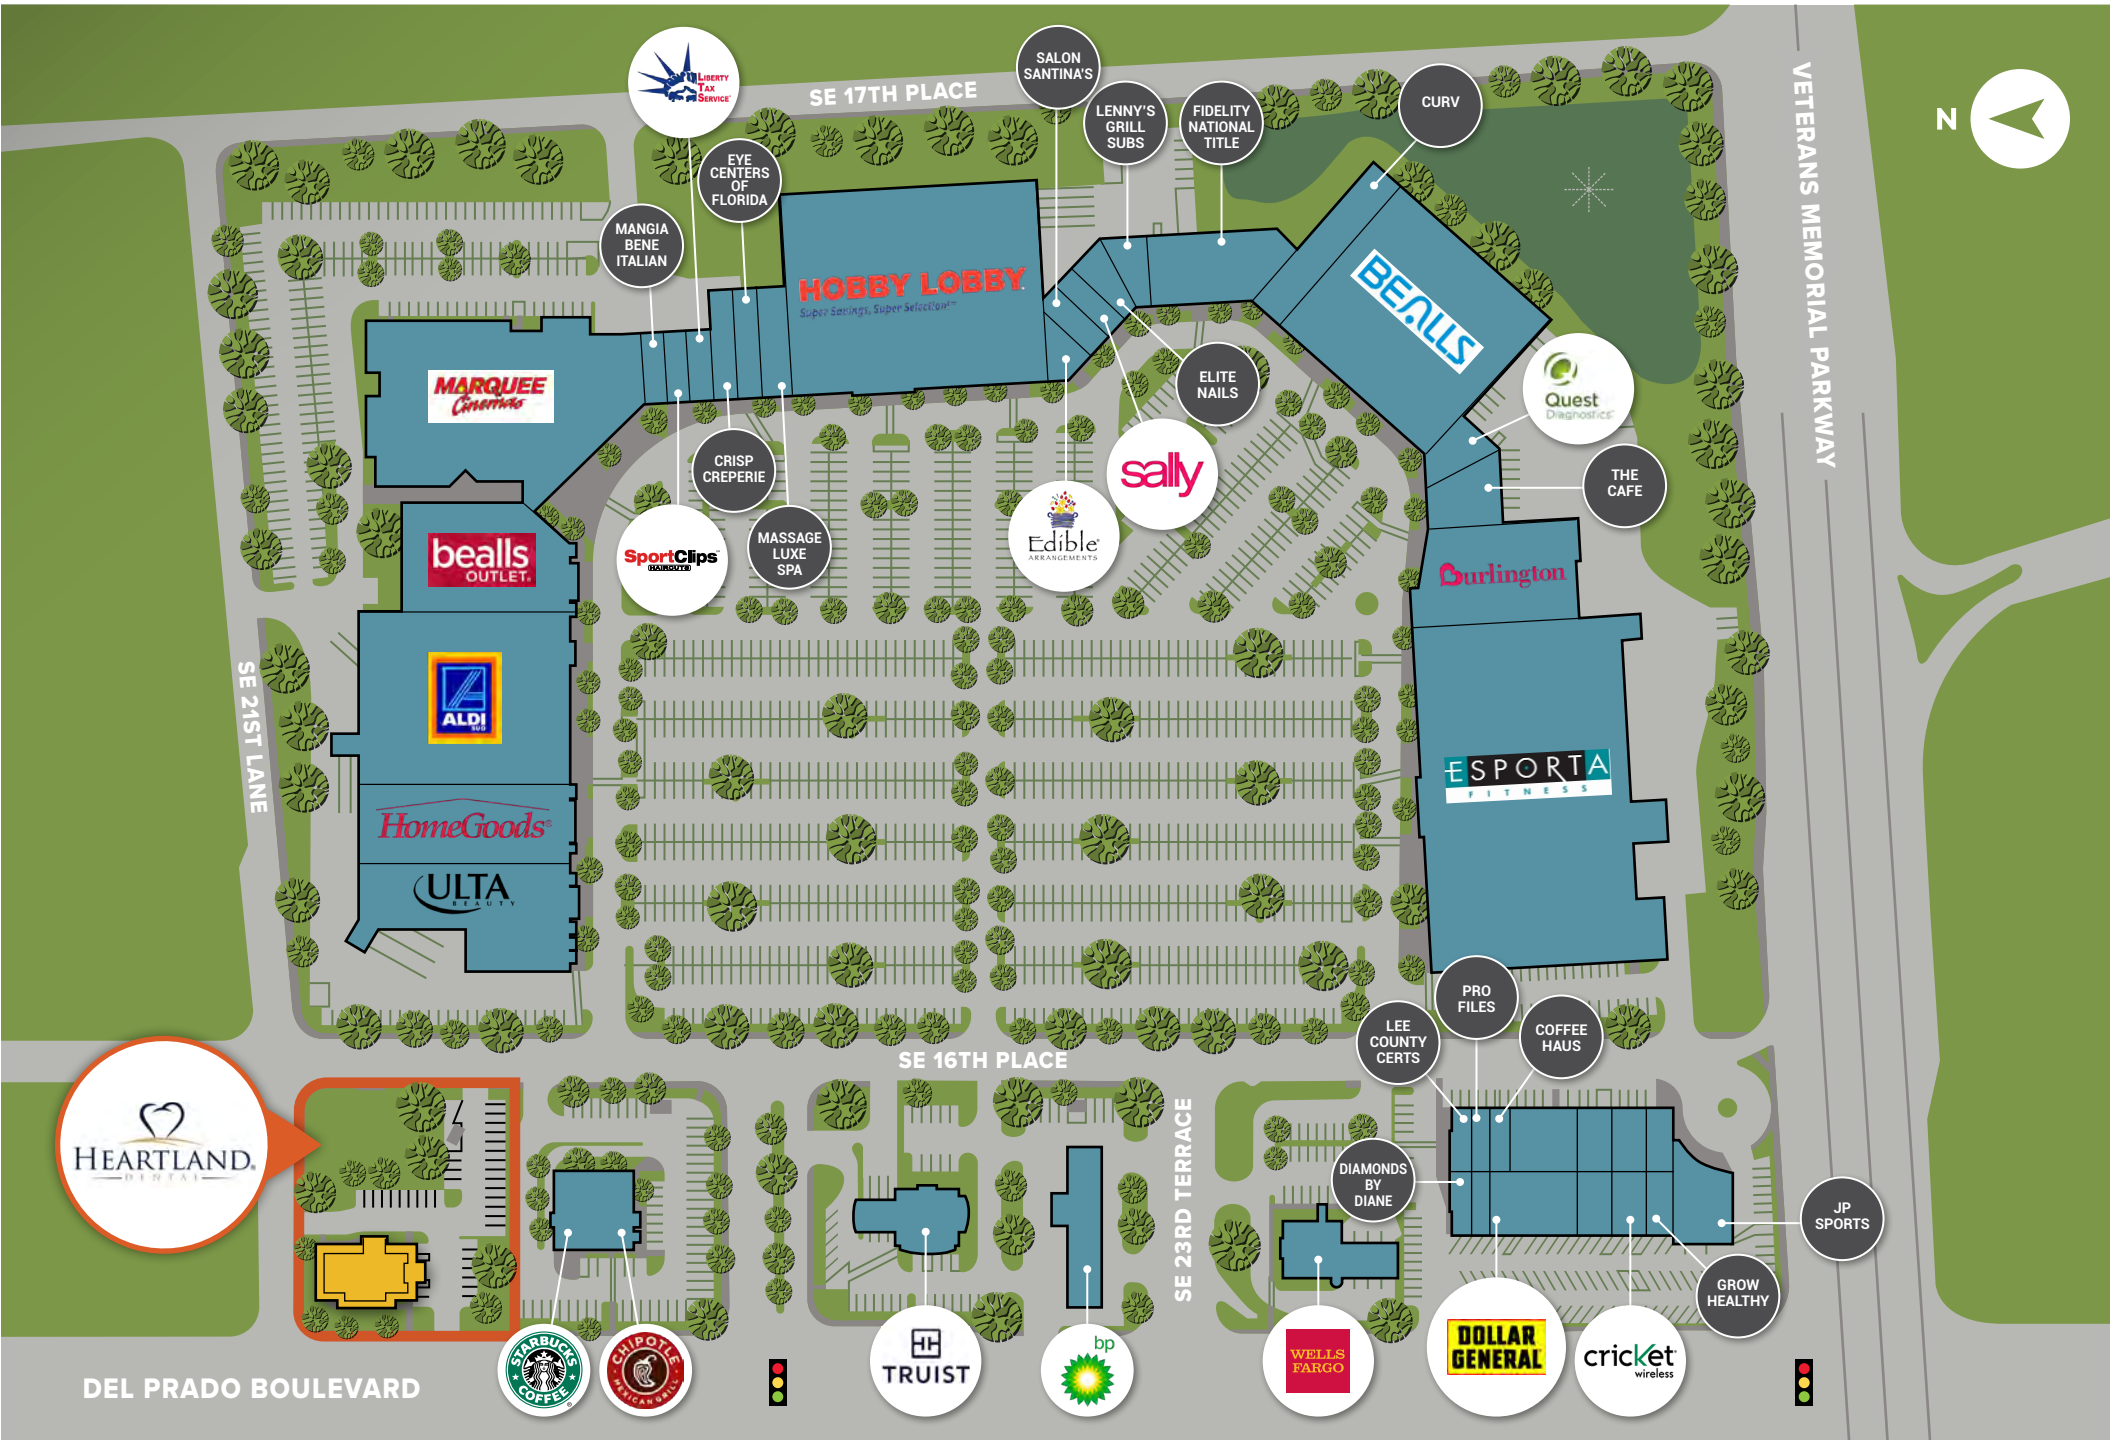 LIBERTY
TAX
SERVICE
SE 17TH PLACE
SALON
SANTINA'S
LENNY'S
GRILL
SUBS
FIDELITY
NATIONAL
TITLE
CURV
VETERANS MEMORIAL PARKWAY
N
EYE
CENTERS
OF
FLORIDA
MANGIA
BENE
ITALIAN
HOBBY LOBBY
Super Savings, Super Selection!
BEALLS
MARQUEE
Cinemas
ELITE
NAILS
Quest
Diagnostics
CRISP
CREPERIE
sally
THE
CAFE
SportClips
HAIRCUTS
MASSAGE
LUXE
SPA
Edible
ARRANGEMENTS
bealls
OUTLET
Burlington
SE 21ST LANE
ALDI
SÜD
ESPORTA
FITNESS
HomeGoods
ULTA
BEAUTY
PRO
FILES
LEE
COUNTY
CERTS
COFFEE
HAUS
SE 16TH PLACE
HEARTLAND
DENTAL
SE 23RD TERRACE
DIAMONDS
BY
DIANE
JP
SPORTS
GROW
HEALTHY
STARBUCKS
COFFEE
CHIPOTLE
MEXICAN GRILL
TRUIST
bp
WELLS
FARGO
DOLLAR
GENERAL
cricket
wireless
DEL PRADO BOULEVARD